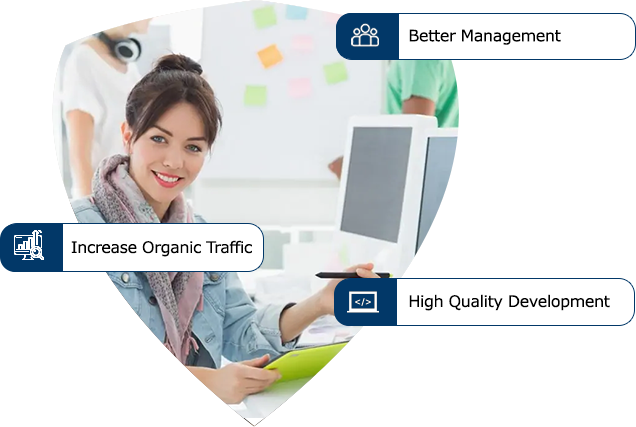 Better Management
Increase Organic Traffic
</>
High Quality Development